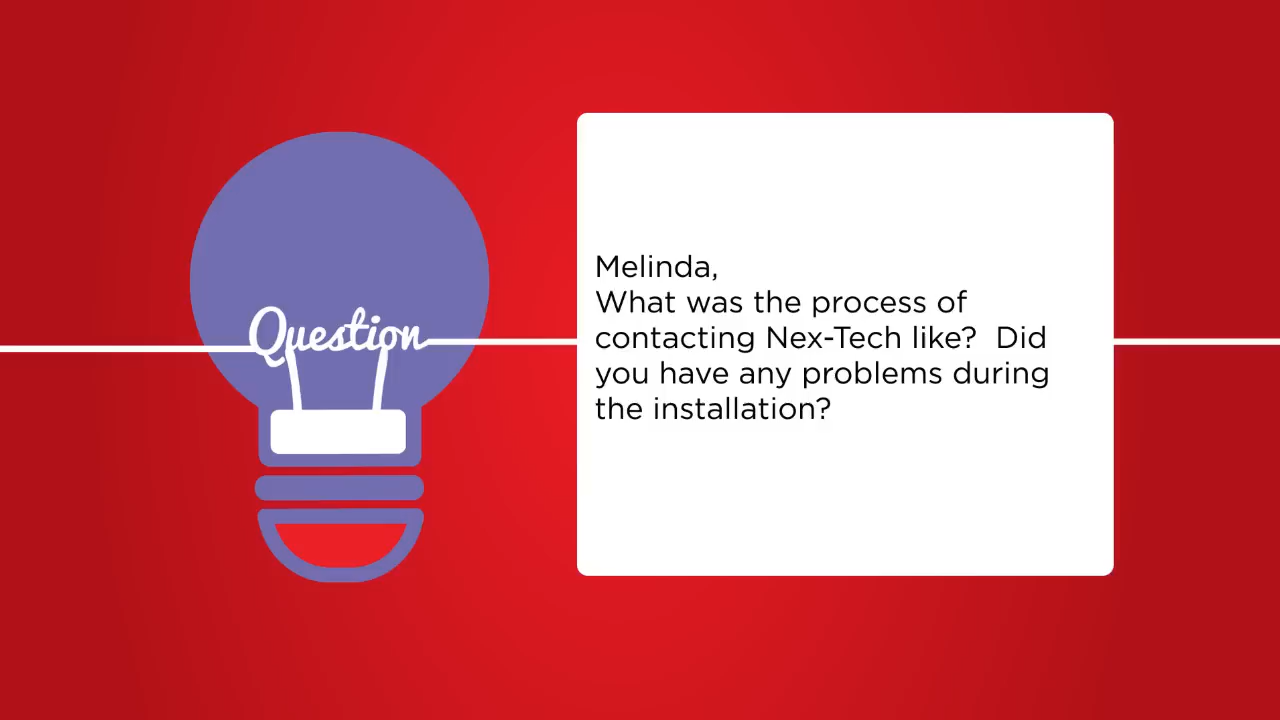 Question
Melinda,
What was the process of
contacting Nex-Tech like?  Did
you have any problems during
the installation?